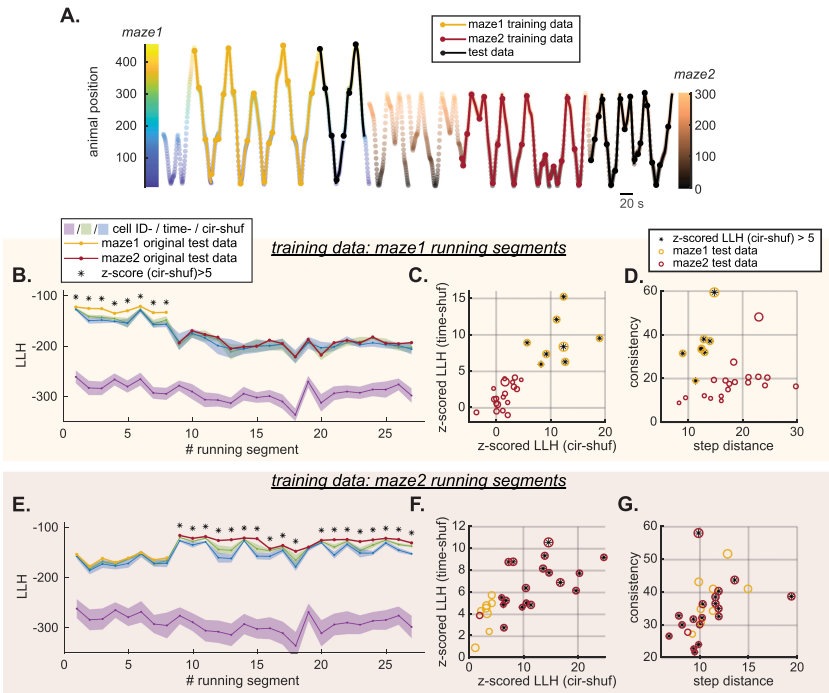 A.
maze1
400
300
200
100
animal position
maze1 training data
maze2 training data
test data
maze2
300
200
100
0
20 s
/ / cell ID- / time- / cir-shuf
maze1 original test data
maze2 original test data
z-score (cir-shuf)>5
training data: maze1 running segments
z-scored LLH (cir-shuf) > 5
maze1 test data
maze2 test data
B.
-100
-200
-300
LLH
0 5 10 15 20 25
# running segment
C.
15
10
5
0
z-scored LLH (time-shuf)
0 10 20
z-scored LLH (cir-shuf)
D.
60
40
20
0
consistency
10 20 30
step distance
training data: maze2 running segments
E.
-100
-200
-300
LLH
0 5 10 15 20 25
# running segment
F.
12
10
8
6
4
2
0
z-scored LLH (time-shuf)
0 10 20
z-scored LLH (cir-shuf)
G.
60
50
40
30
20
consistency
10 20
step distance